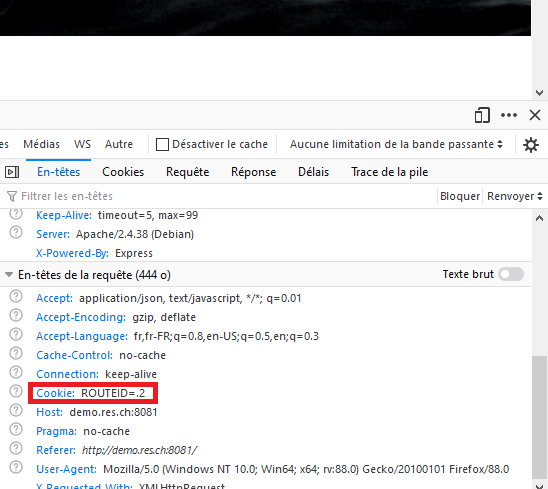 es Médias WS Autre Désactiver le cache Aucune limitation de la bande passante
En-têtes Cookies Requête Réponse Délais Trace de la pile
Filtrer les en-têtes Bloquer Renvoyer
Keep-Alive: timeout=5, max=99
Server: Apache/2.4.38 (Debian)
X-Powered-By: Express
En-têtes de la requête (444 o) Texte brut
Accept: application/json, text/javascript, */*; q=0.01
Accept-Encoding: gzip, deflate
Accept-Language: fr,fr-FR;q=0.8,en-US;q=0.5,en;q=0.3
Cache-Control: no-cache
Connection: keep-alive
Cookie: ROUTEID=.2
Host: demo.res.ch:8081
Pragma: no-cache
Referer: http://demo.res.ch:8081/
User-Agent: Mozilla/5.0 (Windows NT 10.0; Win64; x64; rv:88.0) Gecko/20100101 Firefox/88.0
X-Requested-With: XMLHttpRequest